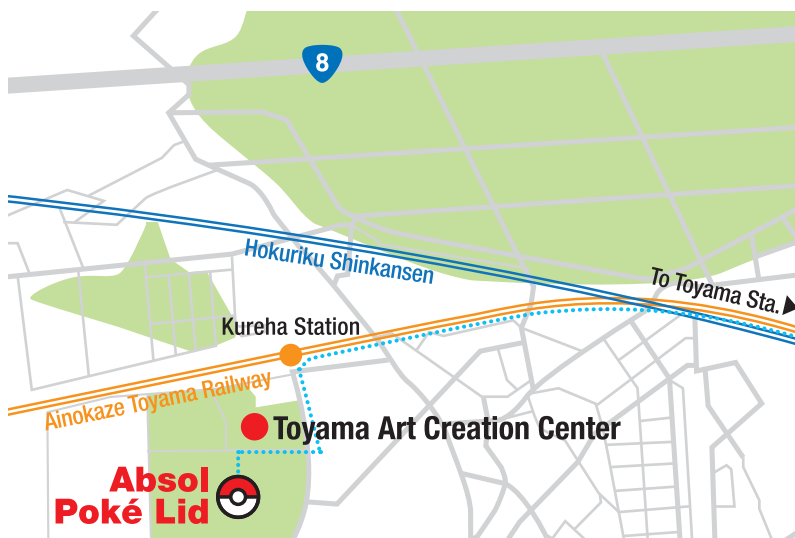 8
Hokuriku Shinkansen
To Toyama Sta.
Kureha Station
Ainokaze Toyama Railway
Toyama Art Creation Center
Absol
Poké Lid